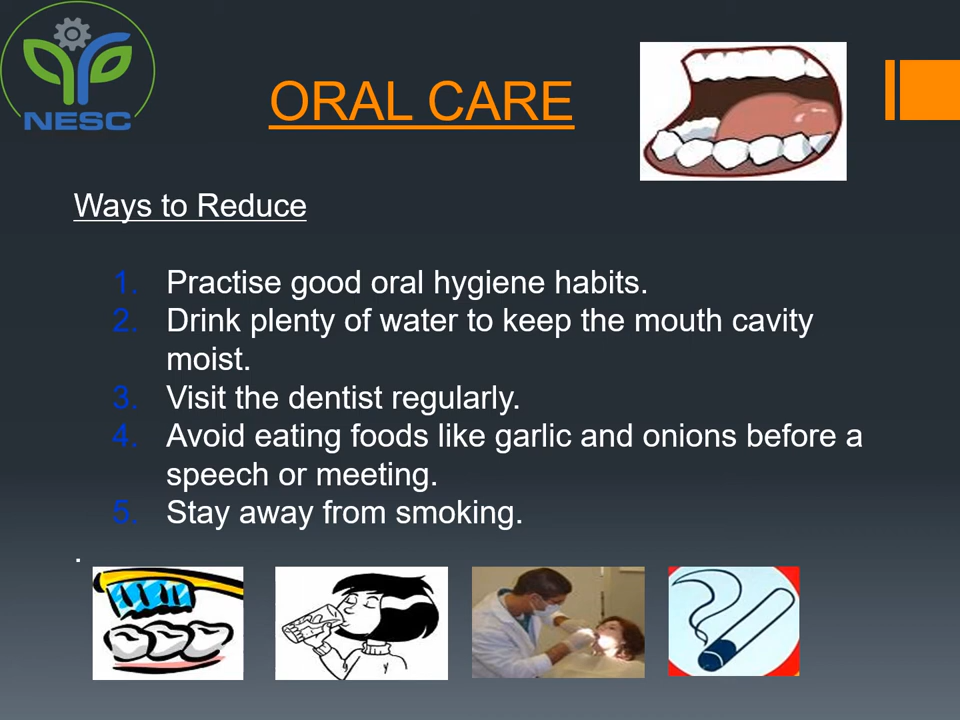 NESC
ORAL CARE
Ways to Reduce
1. Practise good oral hygiene habits.
2. Drink plenty of water to keep the mouth cavity
moist.
3. Visit the dentist regularly.
4. Avoid eating foods like garlic and onions before a
speech or meeting.
5. Stay away from smoking.
.